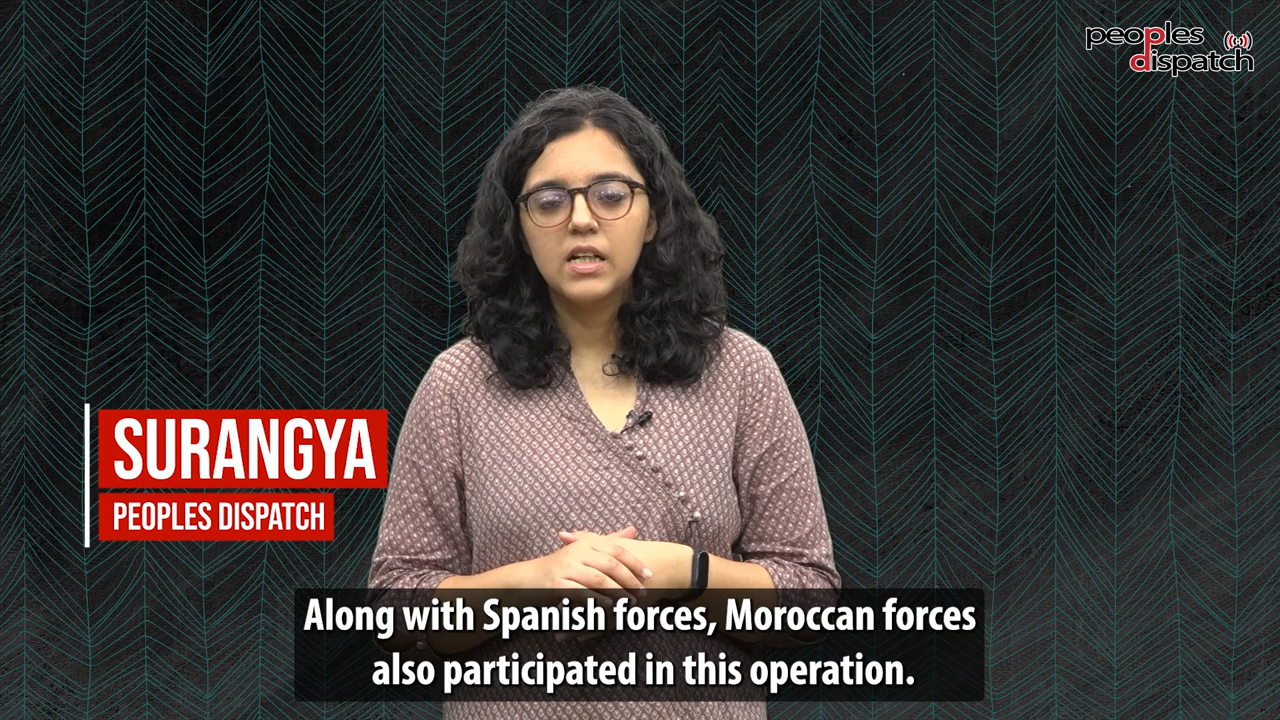 peoples
dispatch
SURANGYA
PEOPLES DISPATCH
Along with Spanish forces, Moroccan forces
also participated in this operation.